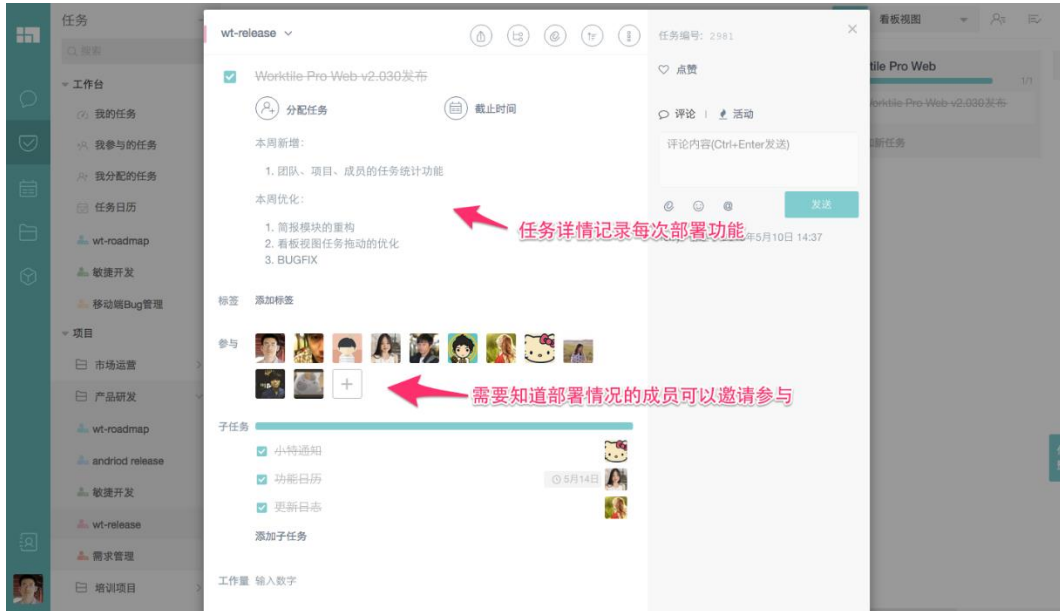 任务
搜索
工作台
我的任务
我参与的任务
我分配的任务
任务日历
wt-roadmap
敏捷开发
移动端Bug管理
项目
市场运营
产品研发
wt-roadmap
andriod release
敏捷开发
wt-release
需求管理
培训项目
wt-release
Worktile Pro Web v2.030发布
分配任务
截止时间
本周新增:
1. 团队、项目、成员的任务统计功能
本周优化:
1. 简报模块的重构
2. 看板视图任务拖动的优化
3. BUGFIX
任务详情记录每次部署功能
标签 添加标签
参与
需要知道部署情况的成员可以邀请参与
子任务
小特通知
功能日历
5月14日
更新日志
添加子任务
工作量 输入数字
任务编号: 2981
点赞
评论 | 活动
评论内容(Ctrl+Enter发送)
@
发送
年5月10日 14:37
看板视图
tile Pro Web
1/1
orktile Pro Web v2.030发布
新任务